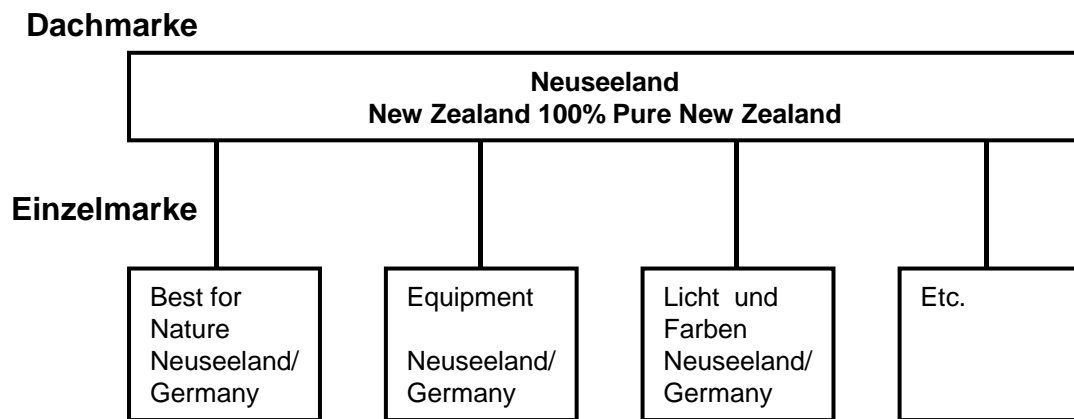 Dachmarke
Neuseeland
New Zealand 100% Pure New Zealand
Einzelmarke
Best for
Nature
Neuseeland/
Germany
Equipment
Neuseeland/
Germany
Licht und
Farben
Neuseeland/
Germany
Etc.